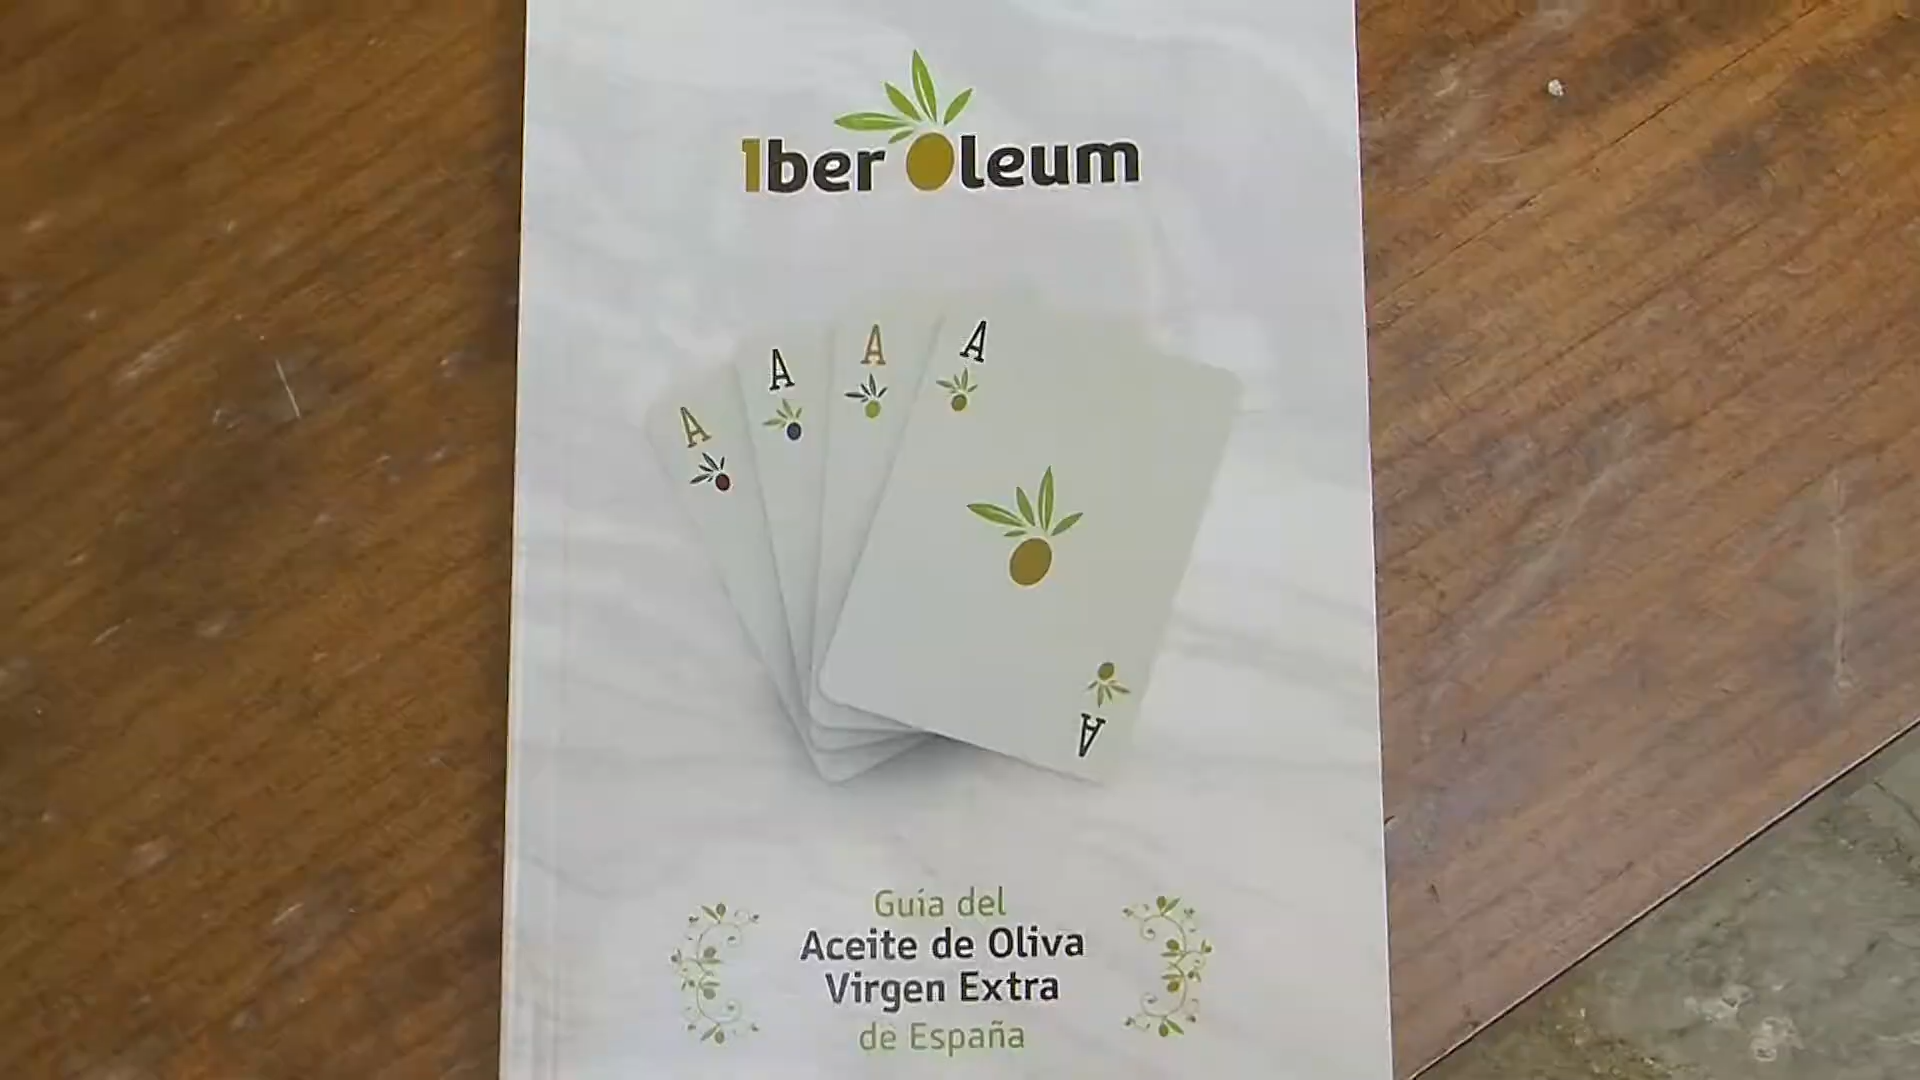 IberOleum
A
A
A
A
A
Guía del
Aceite de Oliva
Virgen Extra
de España